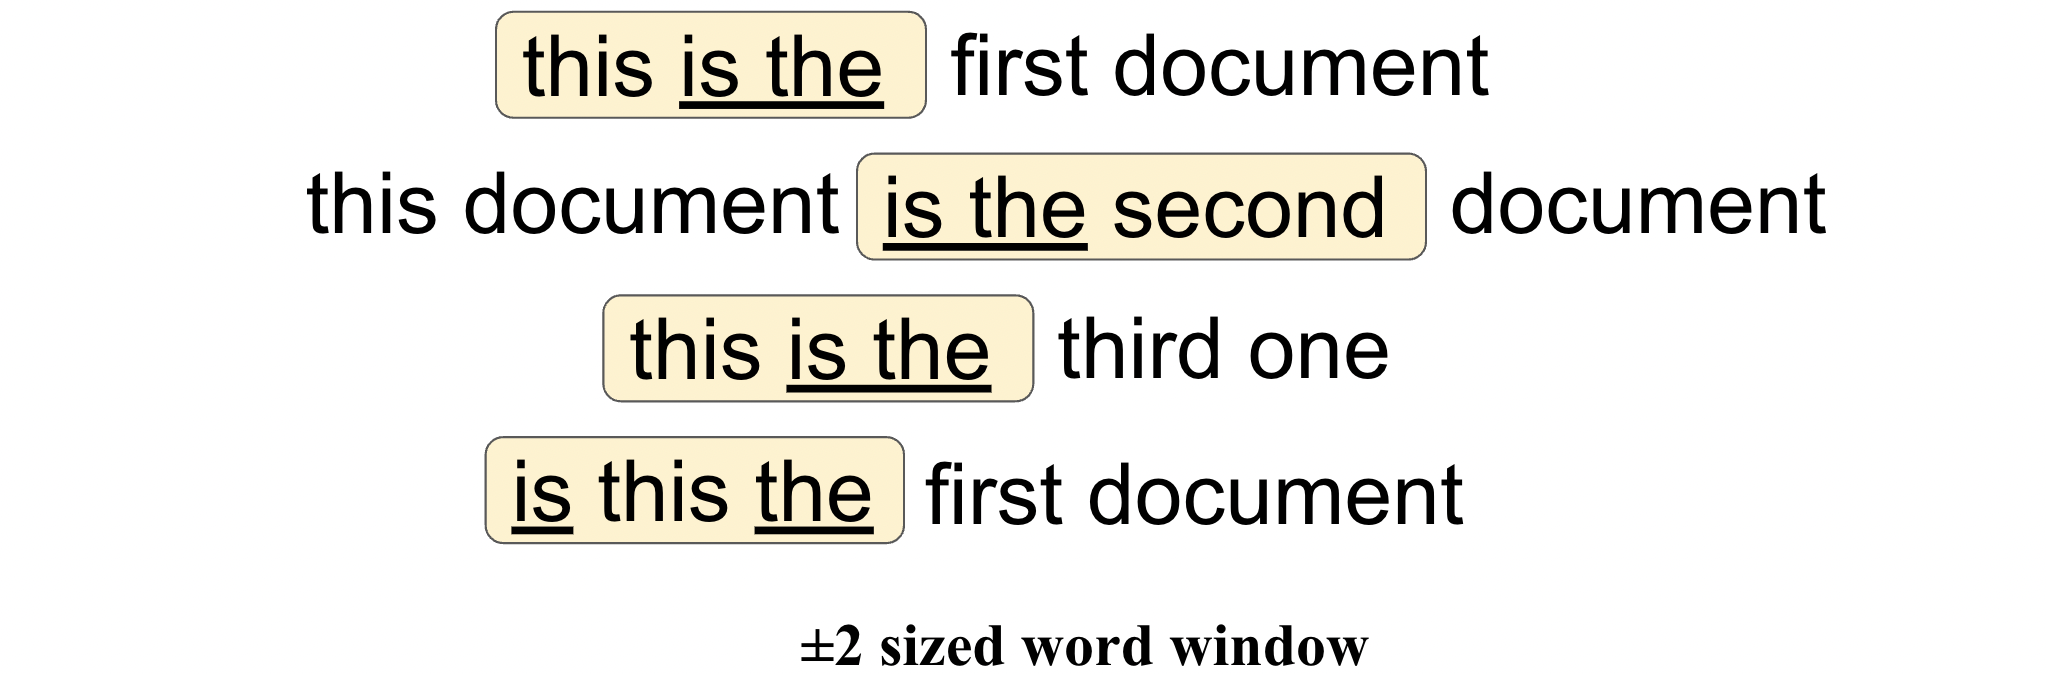 this is the first document
this document is the second document
this is the third one
is this the first document
±2 sized word window